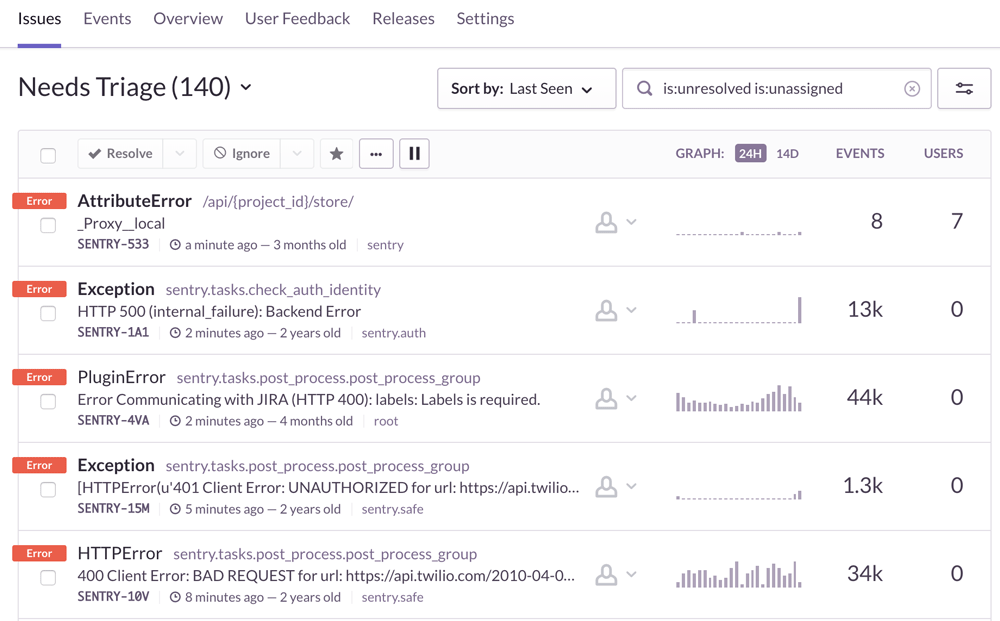 Issues Events Overview User Feedback Releases Settings
Needs Triage (140)
Sort by: Last Seen
is:unresolved is:unassigned
Resolve Ignore GRAPH: 24H 14D EVENTS USERS
Error AttributeError /api/{project_id}/store/
_Proxy__local 8 7
SENTRY-533 a minute ago — 3 months old sentry
Error Exception sentry.tasks.check_auth_identity
HTTP 500 (internal_failure): Backend Error 13k 0
SENTRY-1A1 2 minutes ago — 2 years old sentry.auth
Error PluginError sentry.tasks.post_process.post_process_group
Error Communicating with JIRA (HTTP 400): labels: Labels is required. 44k 0
SENTRY-4VA 2 minutes ago — 4 months old root
Error Exception sentry.tasks.post_process.post_process_group
[HTTPError(u'401 Client Error: UNAUTHORIZED for url: https://api.twilio... 1.3k 0
SENTRY-15M 5 minutes ago — 2 years old sentry.safe
Error HTTPError sentry.tasks.post_process.post_process_group
400 Client Error: BAD REQUEST for url: https://api.twilio.com/2010-04-0... 34k 0
SENTRY-10V 8 minutes ago — 2 years old sentry.safe